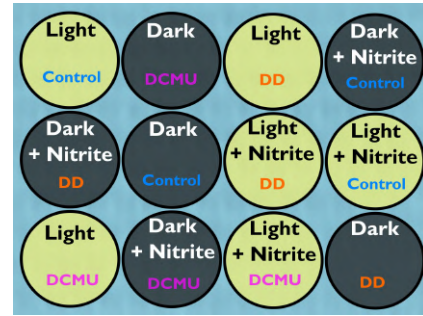 Light
Control
Dark
DCMU
Light
DD
Dark
+ Nitrite
Control
Dark
+ Nitrite
DD
Dark
Control
Light
+ Nitrite
DD
Light
+ Nitrite
Control
Light
DCMU
Dark
+ Nitrite
DCMU
Light
+ Nitrite
DCMU
Dark
DD